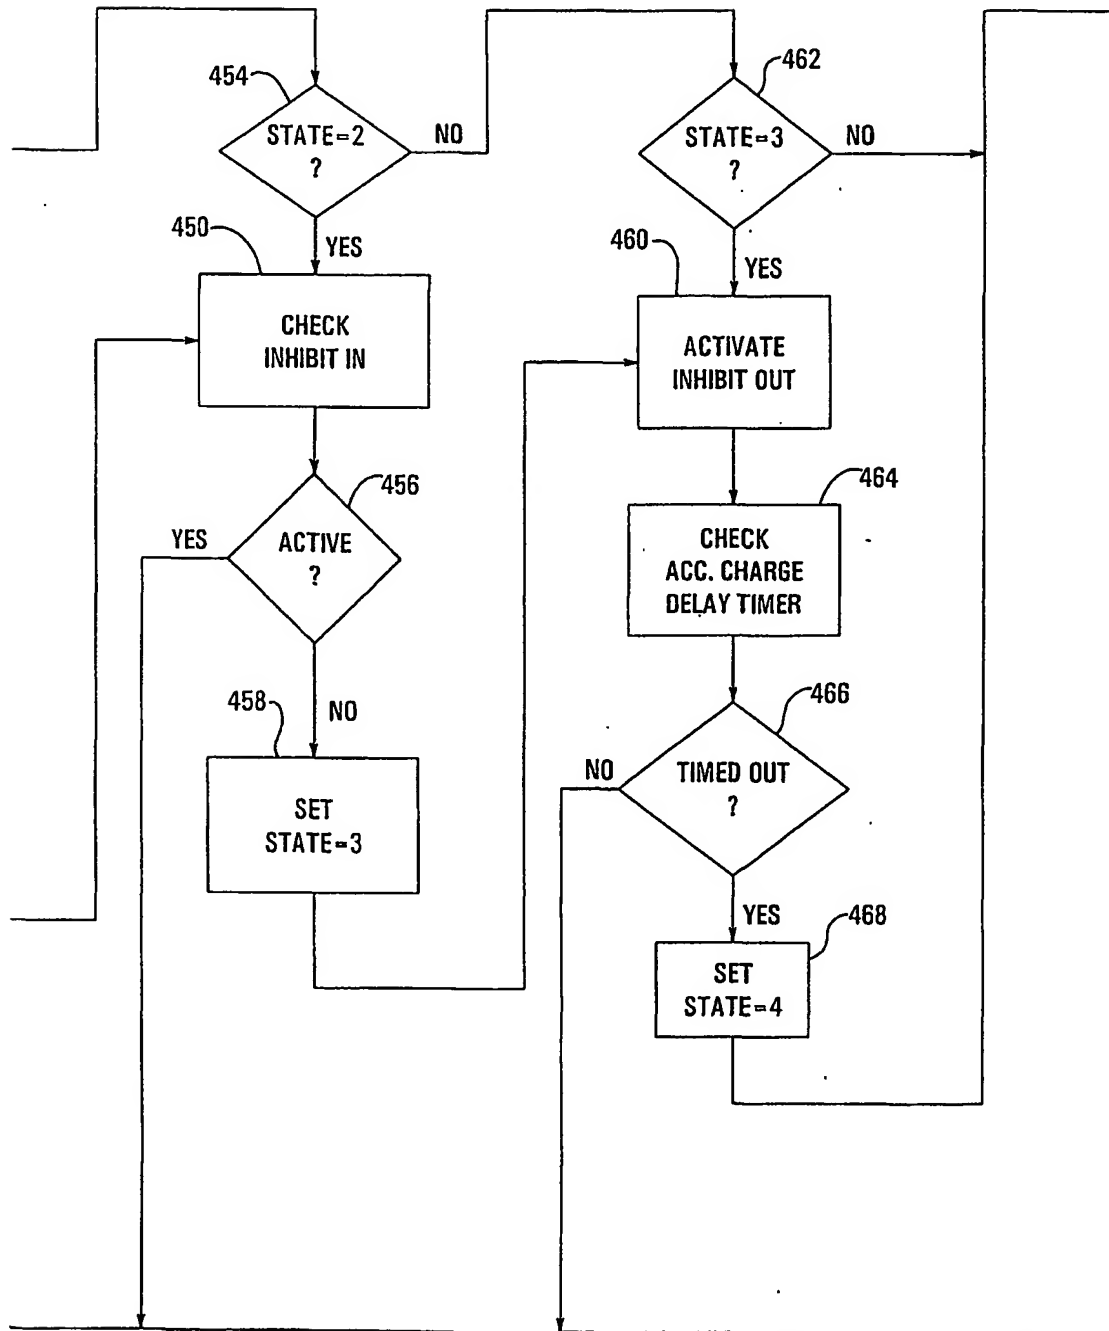 454
STATE=2
?
NO
YES
450
CHECK
INHIBIT IN
456
YES
ACTIVE
?
NO
458
SET
STATE=3
462
STATE=3
?
NO
YES
460
ACTIVATE
INHIBIT OUT
464
CHECK
ACC. CHARGE
DELAY TIMER
466
NO
TIMED OUT
?
YES
468
SET
STATE=4